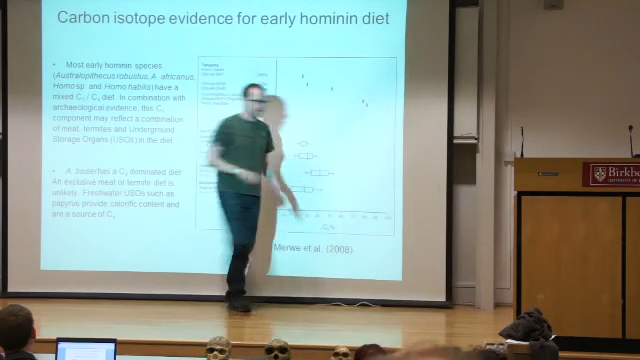 Carbon isotope evidence for early hominin diet
• Most early hominin species
(Australopithecus robustus, A. africanus,
Homo sp. and Homo habilis) have a
mixed C3 / C4 diet. In combination with
archaeological evidence, this C4
component may reflect a combination
of meat, termites and Underground
Storage Organs (USOs) in the diet.
• A. boisei has a C4 dominated diet
An exclusive meat or termite diet is
unlikely. Freshwater USOs such as
papyrus provide calorific content and
are a source of C4
Merwe et al. (2008)
Birkb